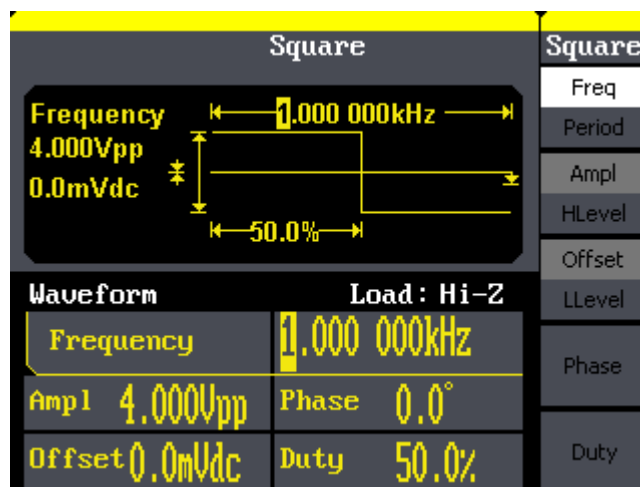 Square
Square
Frequency
1.000 000kHz
4.000Vpp
0.0mVdc
50.0%
Freq
Period
Ampl
HLevel
Offset
LLevel
Phase
Duty
Waveform
Load: Hi-Z
Frequency
1.000 000kHz
Ampl 4.000Vpp
Phase 0.0°
Offset 0.0mVdc
Duty 50.0%